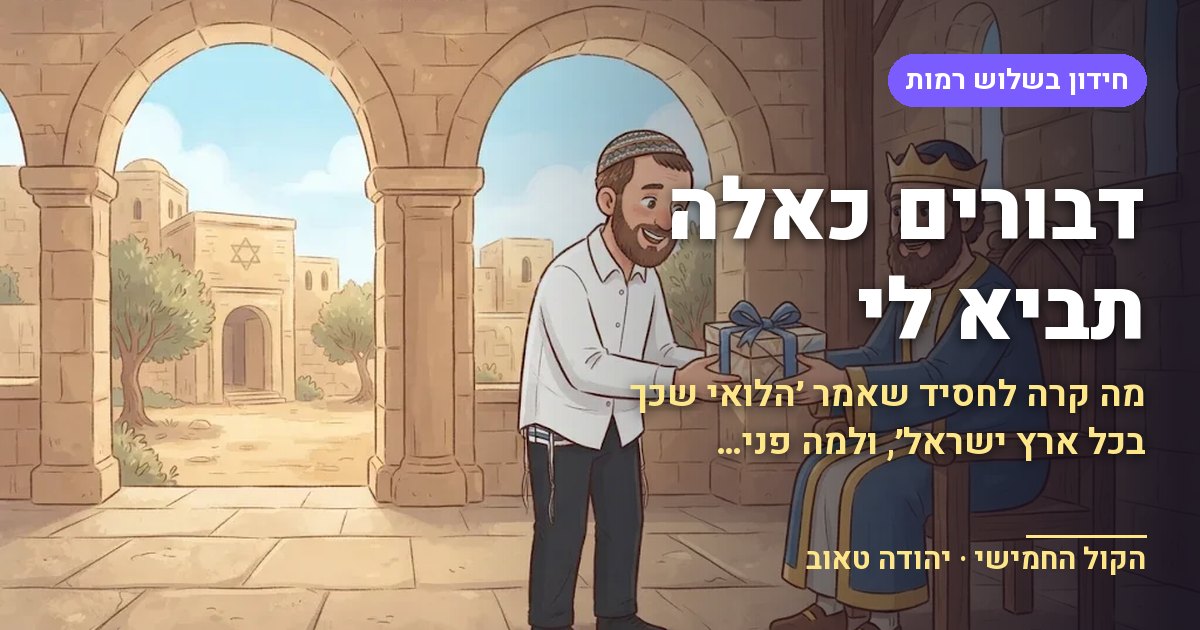 חידון בשלוש רמות
דבורים כאלה
תביא לי
מה קרה לחסיד שאמר 'הלוואי שכך
בכל ארץ ישראל', ולמה פני...
הקול החמישי · יהודה טאוב